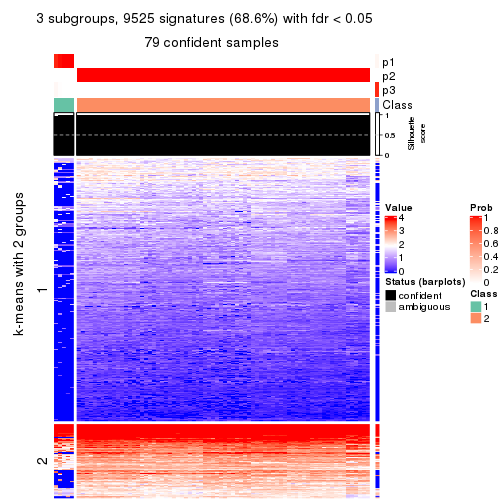 3 subgroups, 9525 signatures (68.6%) with fdr < 0.05
79 confident samples
p1
p2
p3
Class
1
0.5
0
Silhouette
score
k-means with 2 groups
1
2
Value
4
3
2
1
0
Status (barplots)
confident
ambiguous
Prob
1
0.8
0.6
0.4
0.2
0
Class
1
2